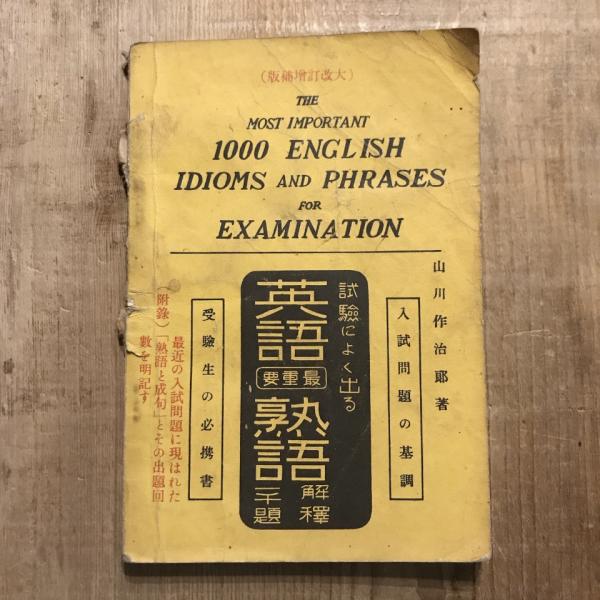 （大改訂增補版）
THE
MOST IMPORTANT
1000 ENGLISH
IDIOMS AND PHRASES
FOR
EXAMINATION
山川作治郎著
入試問題の基調
試驗によく出る
英語
最重要
熟語
解釋
一千題
受驗生の必携書
（附錄）
最近の入試問題に現はれた
「熟語と成句」とその出題回
數を明記す